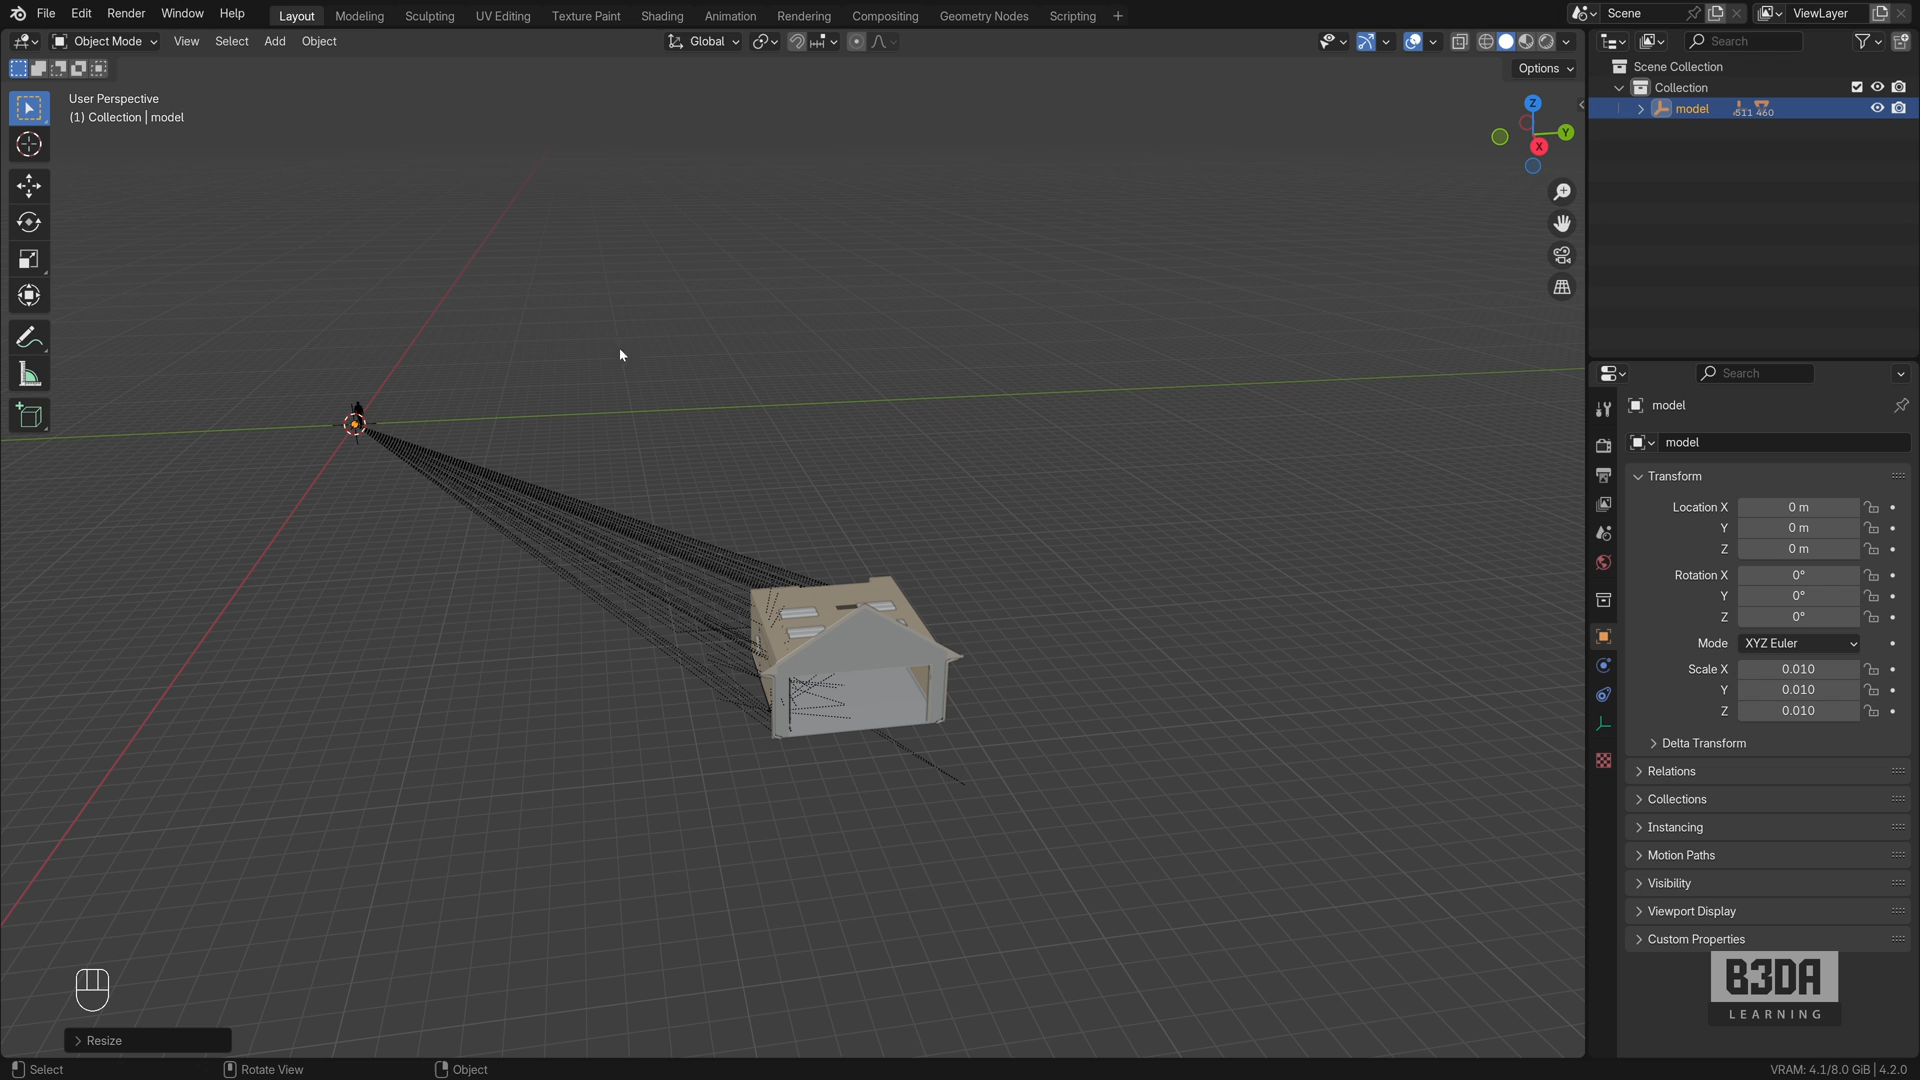 File Edit Render Window Help Layout Modeling Sculpting UV Editing Texture Paint Shading Animation Rendering Compositing Geometry Nodes Scripting + Scene ViewLayer
Object Mode View Select Add Object Global Search
Options
User Perspective
(1) Collection | model
Z
Y
X
Scene Collection
Collection
model 511 460
Search
model
model
Transform
Location X 0 m
Y 0 m
Z 0 m
Rotation X 0°
Y 0°
Z 0°
Mode XYZ Euler
Scale X 0.010
Y 0.010
Z 0.010
Delta Transform
Relations
Collections
Instancing
Motion Paths
Visibility
Viewport Display
Custom Properties
B3DA
LEARNING
Resize
Select Rotate View Object VRAM: 4.1/8.0 GiB | 4.2.0